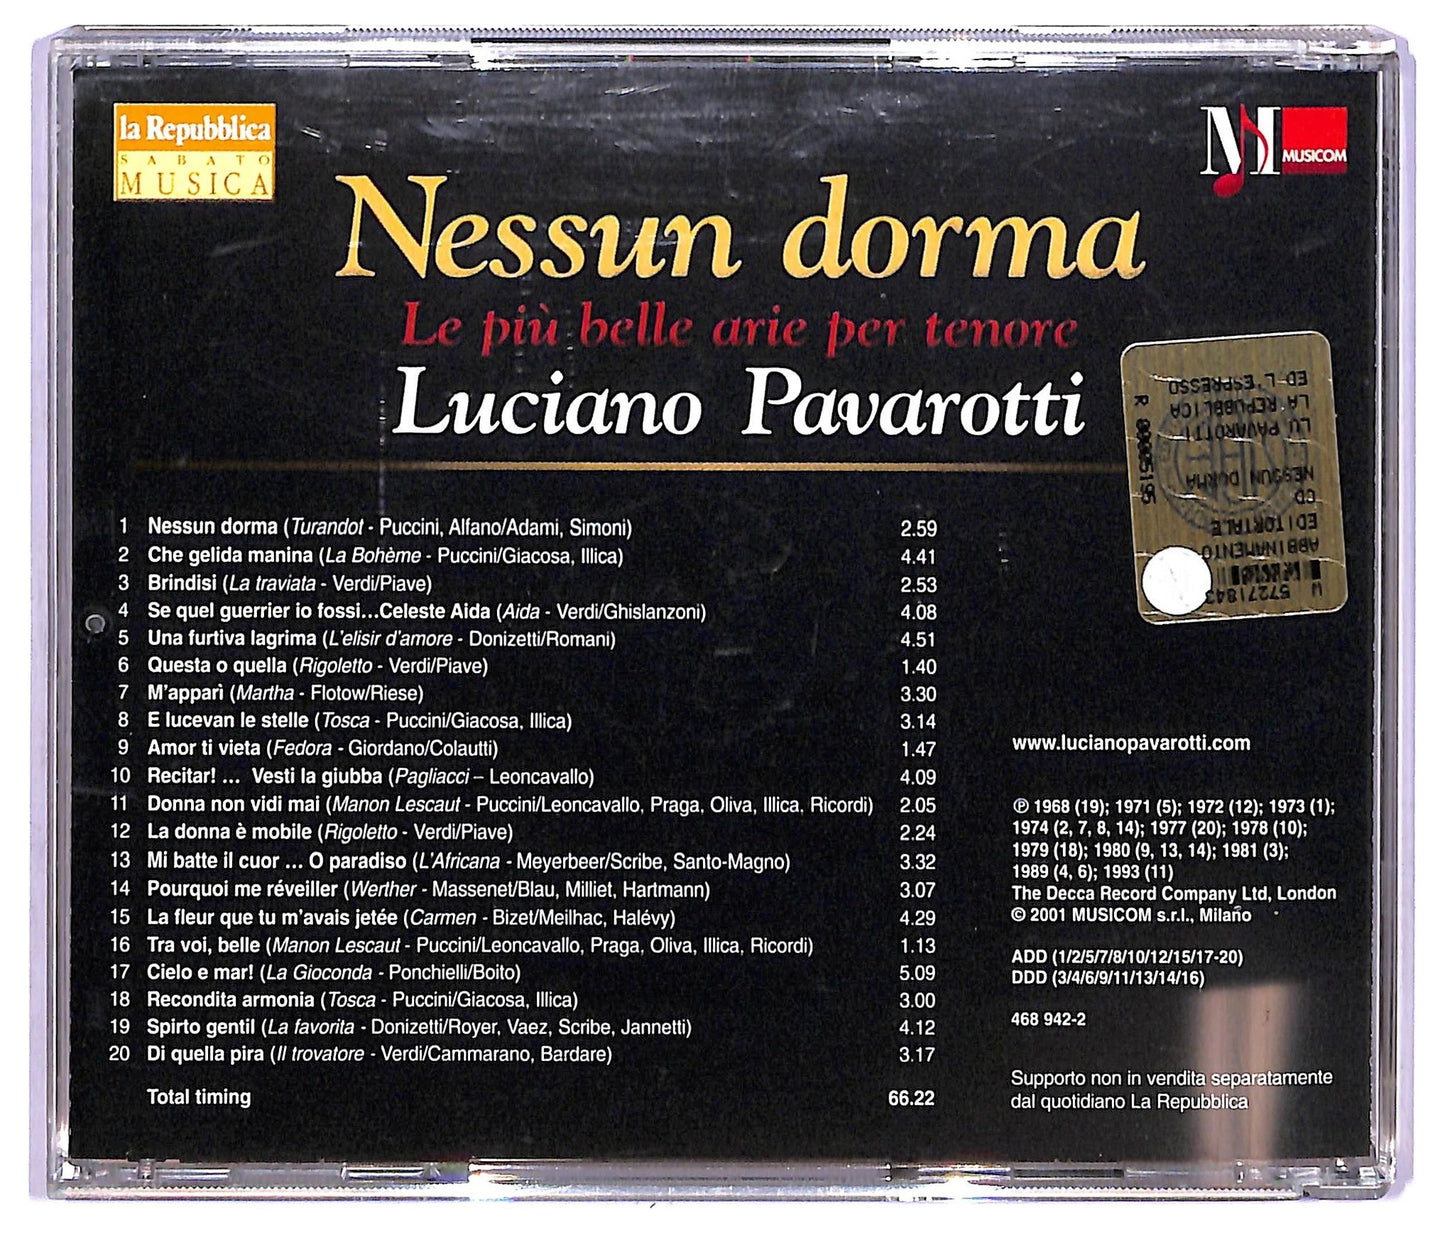 la Repubblica
SABATO
MUSICA
MUSICOM
Nessun dorma
Le più belle arie per tenore
Luciano Pavarotti
1 Nessun dorma (Turandot - Puccini, Alfano/Adami, Simoni) 2.59
2 Che gelida manina (La Bohème - Puccini/Giacosa, Illica) 4.41
3 Brindisi (La traviata - Verdi/Piave) 2.53
4 Se quel guerrier io fossi...Celeste Aida (Aida - Verdi/Ghislanzoni) 4.08
5 Una furtiva lagrima (L'elisir d'amore - Donizetti/Romani) 4.51
6 Questa o quella (Rigoletto - Verdi/Piave) 1.40
7 M'apparì (Martha - Flotow/Riese) 3.30
8 E lucevan le stelle (Tosca - Puccini/Giacosa, Illica) 3.14
9 Amor ti vieta (Fedora - Giordano/Colautti) 1.47
10 Recitar! ... Vesti la giubba (Pagliacci – Leoncavallo) 4.09
11 Donna non vidi mai (Manon Lescaut - Puccini/Leoncavallo, Praga, Oliva, Illica, Ricordi) 2.05
12 La donna è mobile (Rigoletto - Verdi/Piave) 2.24
13 Mi batte il cuor ... O paradiso (L'Africana - Meyerbeer/Scribe, Santo-Magno) 3.32
14 Pourquoi me réveiller (Werther - Massenet/Blau, Milliet, Hartmann) 3.07
15 La fleur que tu m'avais jetée (Carmen - Bizet/Meilhac, Halévy) 4.29
16 Tra voi, belle (Manon Lescaut - Puccini/Leoncavallo, Praga, Oliva, Illica, Ricordi) 1.13
17 Cielo e mar! (La Gioconda - Ponchielli/Boito) 5.09
18 Recondita armonia (Tosca - Puccini/Giacosa, Illica) 3.00
19 Spirto gentil (La favorita - Donizetti/Royer, Vaez, Scribe, Jannetti) 4.12
20 Di quella pira (Il trovatore - Verdi/Cammarano, Bardare) 3.17
Total timing 66.22
W 57271843
ABBINAMENTO
EDITORIALE
CD
NESSUN DORMA
LU PAVAROTTI
LA REPUBBLICA
ED L'ESPRESSO
R 0005195
www.lucianopavarotti.com
℗ 1968 (19); 1971 (5); 1972 (12); 1973 (1);
1974 (2, 7, 8, 14); 1977 (20); 1978 (10);
1979 (18); 1980 (9, 13, 14); 1981 (3);
1989 (4, 6); 1993 (11)
The Decca Record Company Ltd, London
© 2001 MUSICOM s.r.l., Milano
ADD (1/2/5/7/8/10/12/15/17-20)
DDD (3/4/6/9/11/13/14/16)
468 942-2
Supporto non in vendita separatamente
dal quotidiano La Repubblica